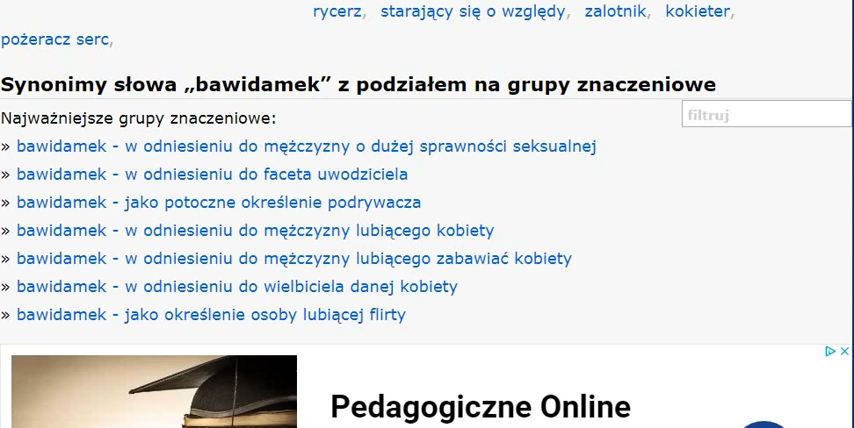 rycerz, starający się o względy, zalotnik, kokieter,
pożeracz serc,
Synonimy słowa „bawidamek” z podziałem na grupy znaczeniowe
Najważniejsze grupy znaczeniowe:
filtruj
» bawidamek - w odniesieniu do mężczyzny o dużej sprawności seksualnej
» bawidamek - w odniesieniu do faceta uwodziciela
» bawidamek - jako potoczne określenie podrywacza
» bawidamek - w odniesieniu do mężczyzny lubiącego kobiety
» bawidamek - w odniesieniu do mężczyzny lubiącego zabawiać kobiety
» bawidamek - w odniesieniu do wielbiciela danej kobiety
» bawidamek - jako określenie osoby lubiącej flirty
Pedagogiczne Online